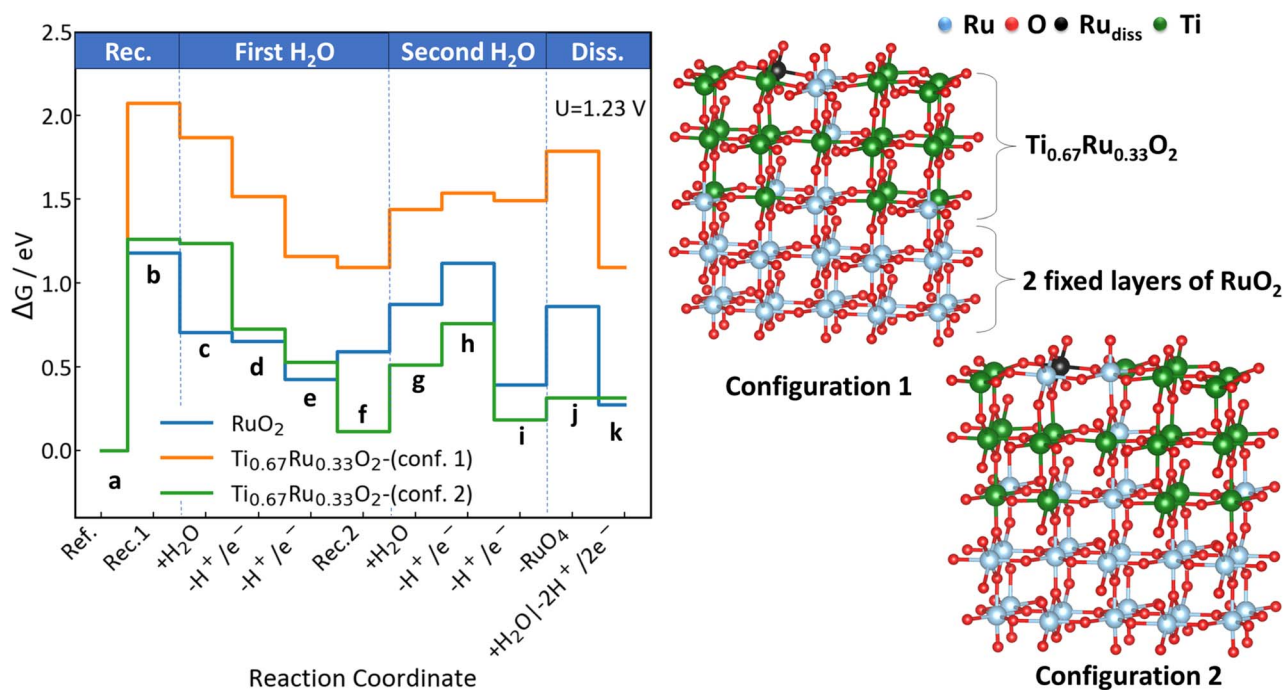 2.5
2.0
1.5
1.0
0.5
0.0
ΔG / eV
Rec.
First H₂O
Second H₂O
Diss.
U=1.23 V
a
b
c
d
e
f
g
h
i
j
k
RuO₂
Ti₀.₆₇Ru₀.₃₃O₂-(conf. 1)
Ti₀.₆₇Ru₀.₃₃O₂-(conf. 2)
Ref.
Rec.1
+H₂O
-H⁺/e⁻
-H⁺/e⁻
Rec.2
+H₂O
-H⁺/e⁻
-H⁺/e⁻
-RuO₄
+H₂O|-2H⁺/2e⁻
Reaction Coordinate
Ru O Ru_diss Ti
Ti₀.₆₇Ru₀.₃₃O₂
2 fixed layers of RuO₂
Configuration 1
Configuration 2